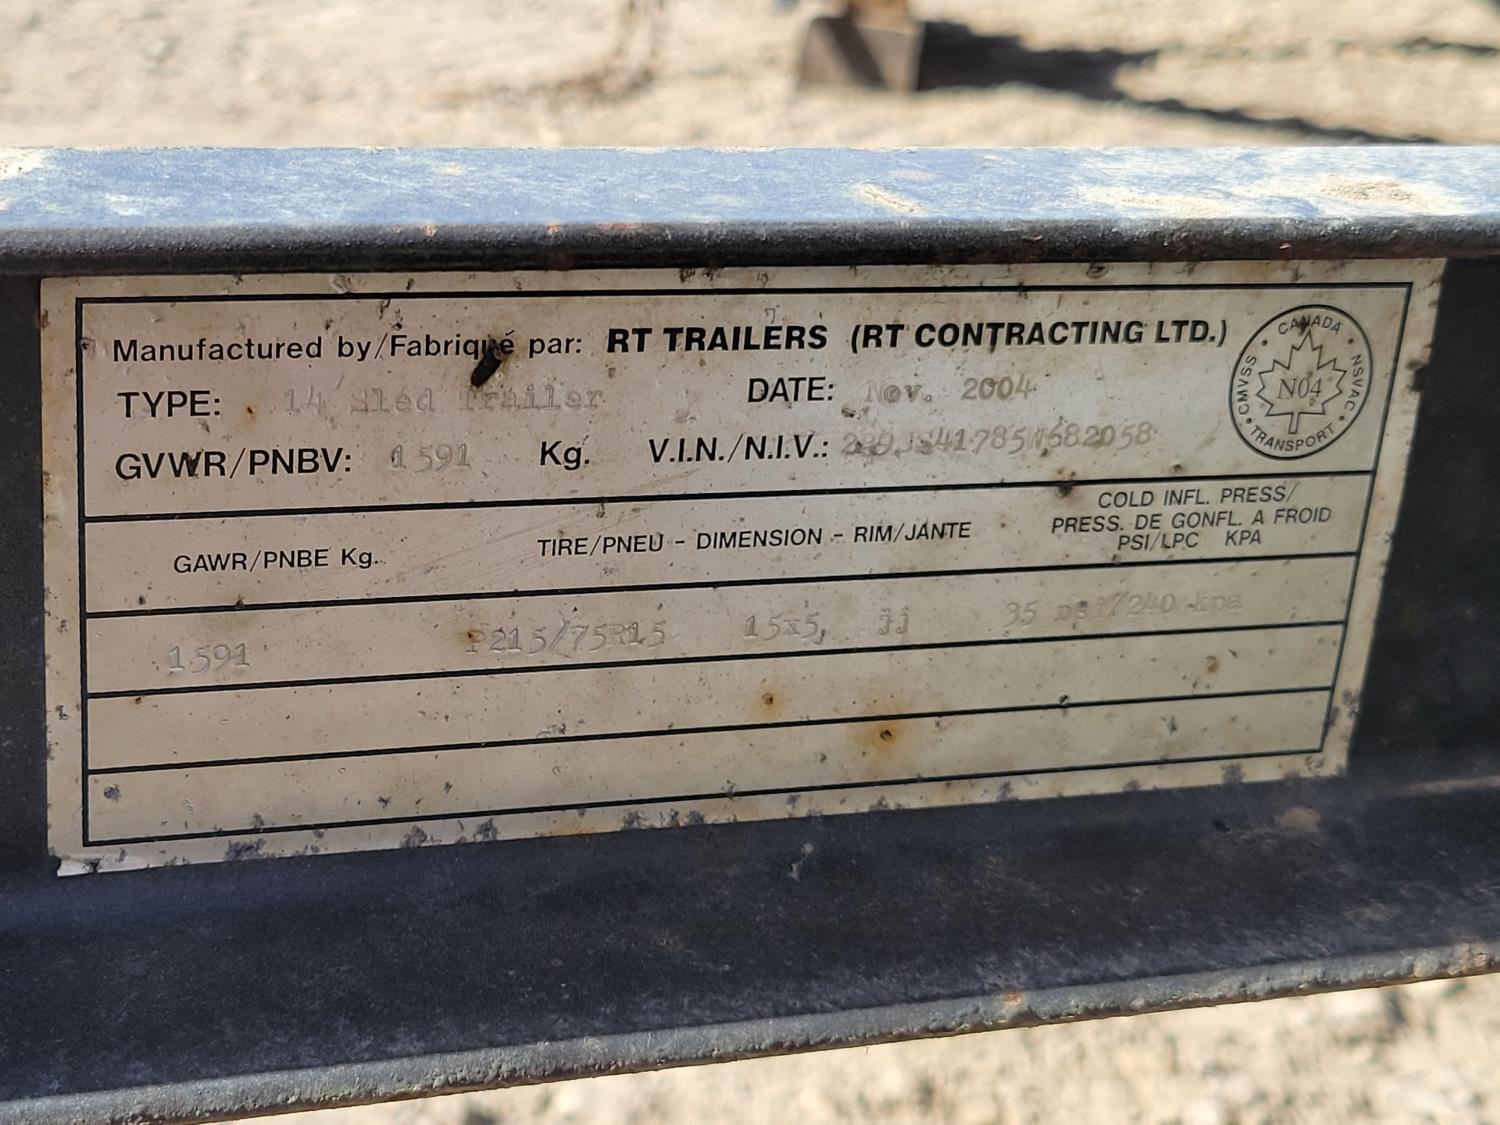 Manufactured by/Fabriqué par: RT TRAILERS (RT CONTRACTING LTD.)
TYPE: 14 Sled Trailer DATE: Nov. 2004
GVWR/PNBV: 1591 Kg. V.I.N./N.I.V.:
CANADA
CMVSS N04 NSVAC
TRANSPORT
GAWR/PNBE Kg. TIRE/PNEU - DIMENSION - RIM/JANTE COLD INFL. PRESS/
PRESS. DE GONFL. A FROID
PSI/LPC KPA
1591 P215/75R15 15x5, jj 35 psi/240 kpa